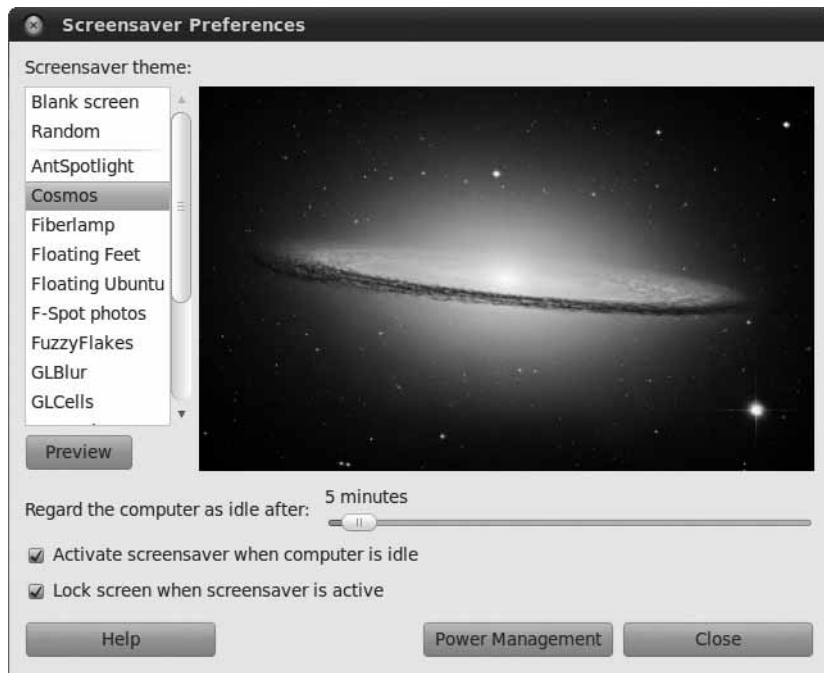 Screensaver Preferences
Screensaver theme:
Blank screen
Random
AntSpotlight
Cosmos
Fiberlamp
Floating Feet
Floating Ubuntu
F-Spot photos
FuzzyFlakes
GLBlur
GLCells
Preview
Regard the computer as idle after:
5 minutes
Activate screensaver when computer is idle
Lock screen when screensaver is active
Help
Power Management
Close